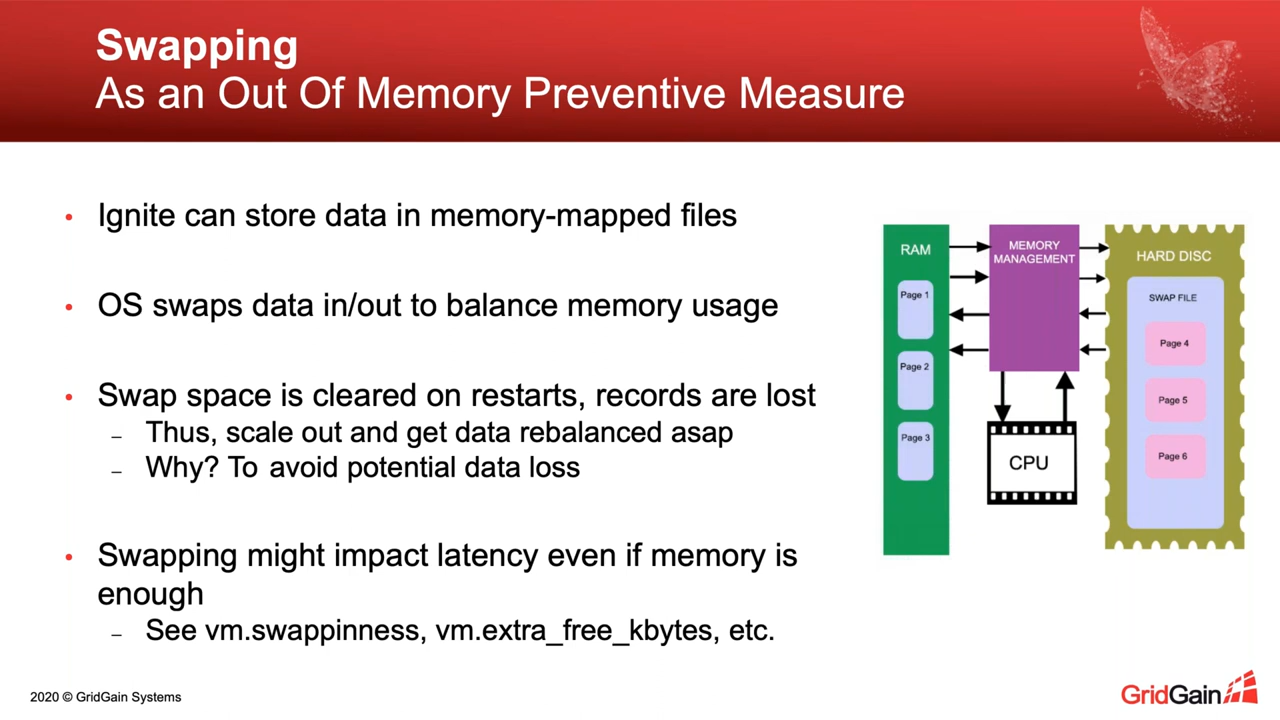 Swapping
As an Out Of Memory Preventive Measure
• Ignite can store data in memory-mapped files
• OS swaps data in/out to balance memory usage
• Swap space is cleared on restarts, records are lost
– Thus, scale out and get data rebalanced asap
– Why? To avoid potential data loss
• Swapping might impact latency even if memory is
enough
– See vm.swappinness, vm.extra_free_kbytes, etc.
RAM
Page 1
Page 2
Page 3
MEMORY
MANAGEMENT
CPU
HARD DISC
SWAP FILE
Page 4
Page 5
Page 6
2020 © GridGain Systems
GridGain